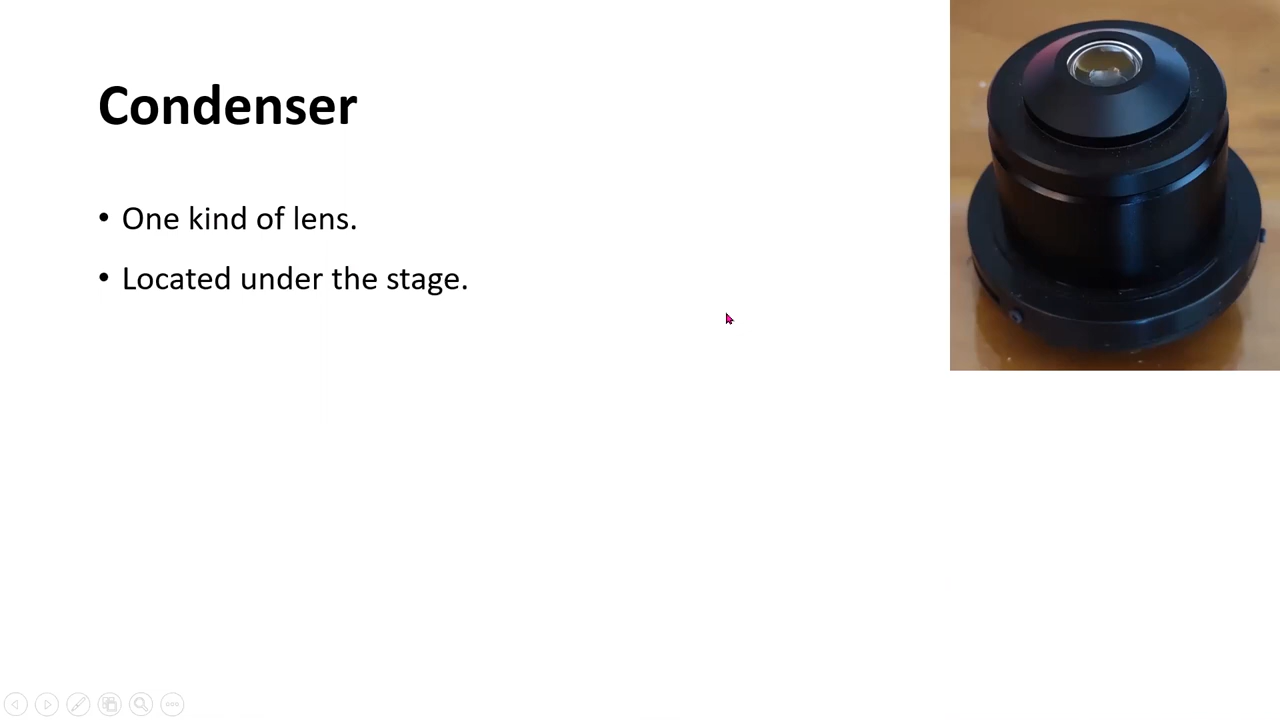 Condenser
• One kind of lens.
• Located under the stage.